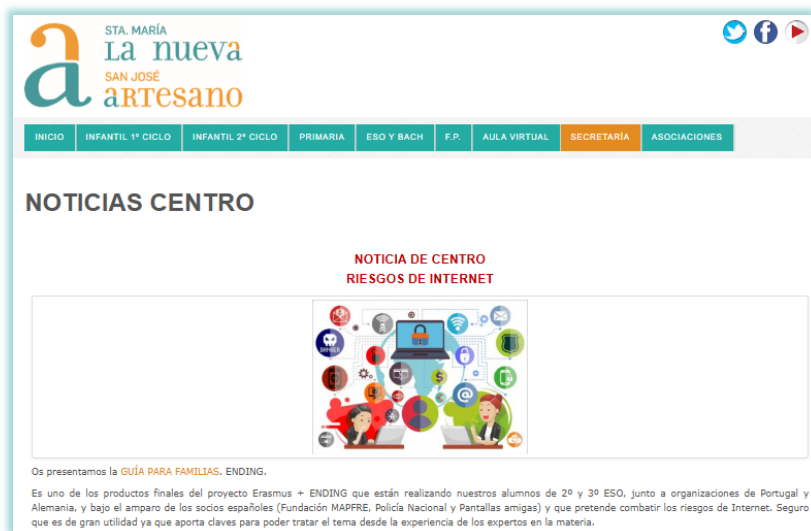 STA. MARÍA
La nueva
SAN JOSÉ
aRTesano
INICIO INFANTIL 1º CICLO INFANTIL 2º CICLO PRIMARIA ESO Y BACH F.P. AULA VIRTUAL SECRETARÍA ASOCIACIONES
NOTICIAS CENTRO
NOTICIA DE CENTRO
RIESGOS DE INTERNET
Os presentamos la GUÍA PARA FAMILIAS. ENDING.
Es uno de los productos finales del proyecto Erasmus + ENDING que están realizando nuestros alumnos de 2º y 3º ESO, junto a organizaciones de Portugal y
Alemania, y bajo el amparo de los socios españoles (Fundación MAPFRE, Policía Nacional y Pantallas amigas) y que pretende combatir los riesgos de Internet. Seguro
que es de gran utilidad ya que aporta claves para poder tratar el tema desde la experiencia de los expertos en la materia.